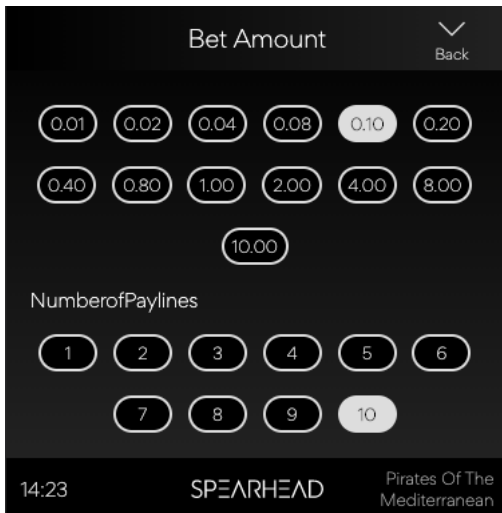 Bet Amount
Back
0.01 0.02 0.04 0.08 0.10 0.20
0.40 0.80 1.00 2.00 4.00 8.00
10.00
NumberofPaylines
1 2 3 4 5 6
7 8 9 10
14:23
SPEARHEAD
Pirates Of The
Mediterranean